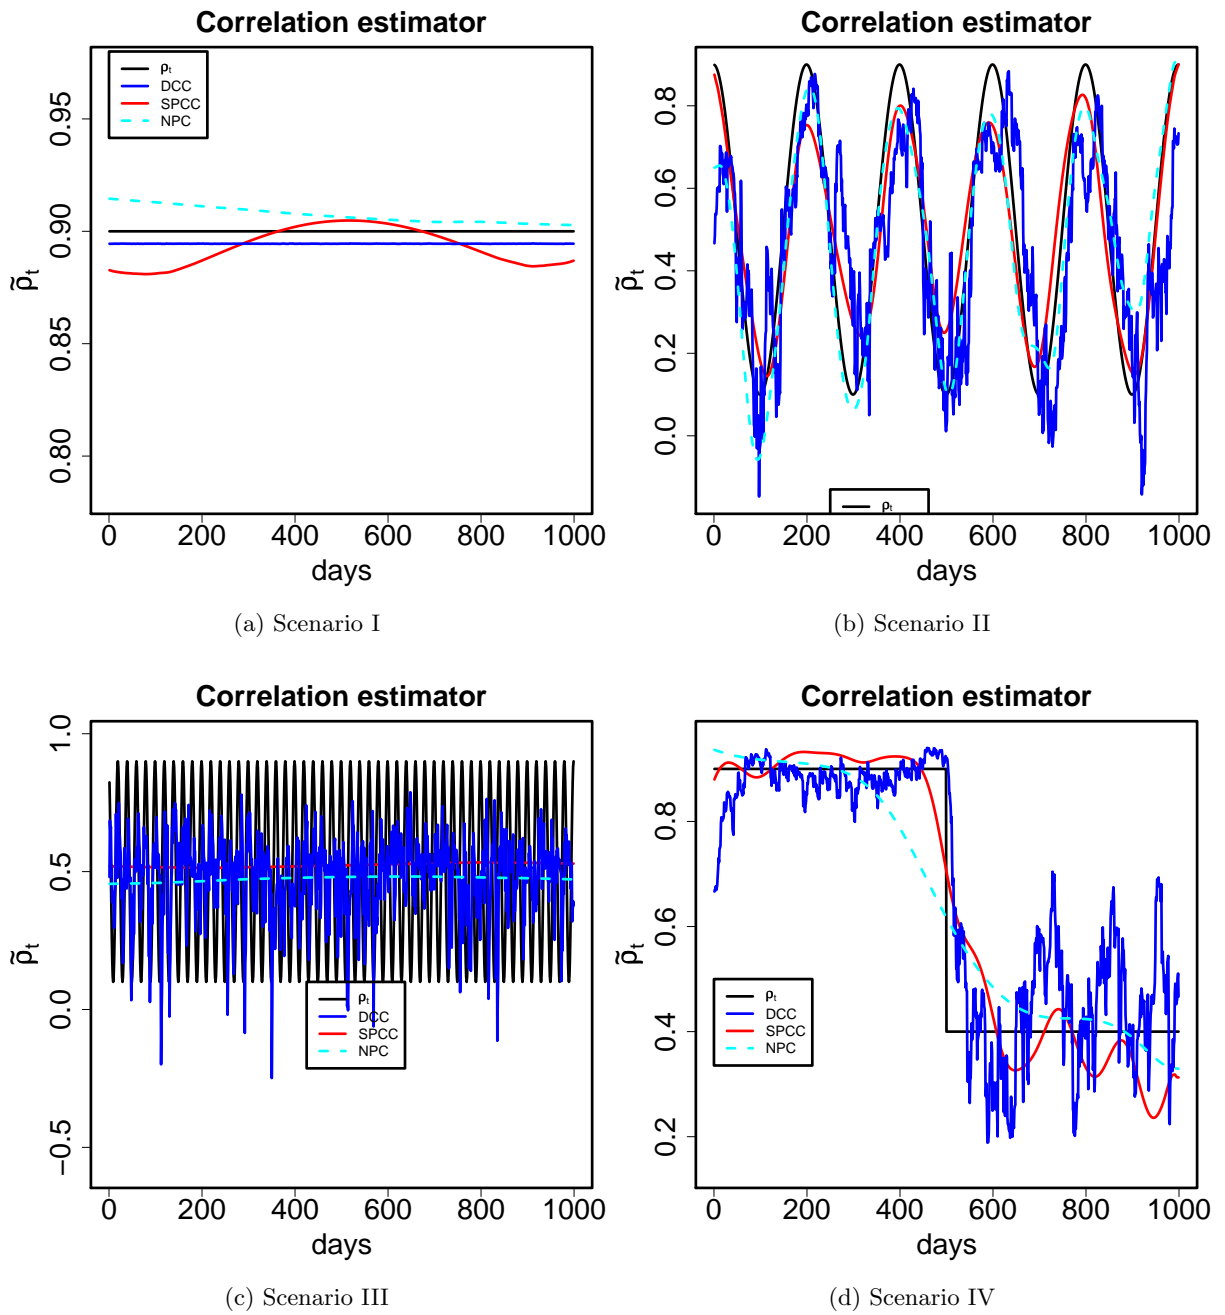 Correlation estimator
ρt
DCC
SPCC
NPC
0.95
0.90
0.85
0.80
ρ̃t
0 200 400 600 800 1000
days
(a) Scenario I
Correlation estimator
0.8
0.6
0.4
0.2
0.0
ρ̃t
ρt
0 200 400 600 800 1000
days
(b) Scenario II
Correlation estimator
1.0
0.5
0.0
−0.5
ρ̃t
ρt
DCC
SPCC
NPC
0 200 400 600 800 1000
days
(c) Scenario III
Correlation estimator
0.8
0.6
0.4
0.2
ρ̃t
ρt
DCC
SPCC
NPC
0 200 400 600 800 1000
days
(d) Scenario IV